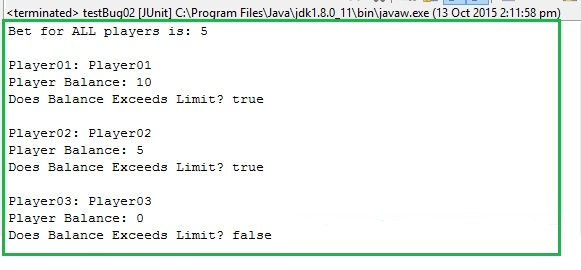 <terminated> testBug02 [JUnit] C:\Program Files\Java\jdk1.8.0_11\bin\javaw.exe (13 Oct 2015 2:11:58 pm)
Bet for ALL players is: 5
Player01: Player01
Player Balance: 10
Does Balance Exceeds Limit? true
Player02: Player02
Player Balance: 5
Does Balance Exceeds Limit? true
Player03: Player03
Player Balance: 0
Does Balance Exceeds Limit? false